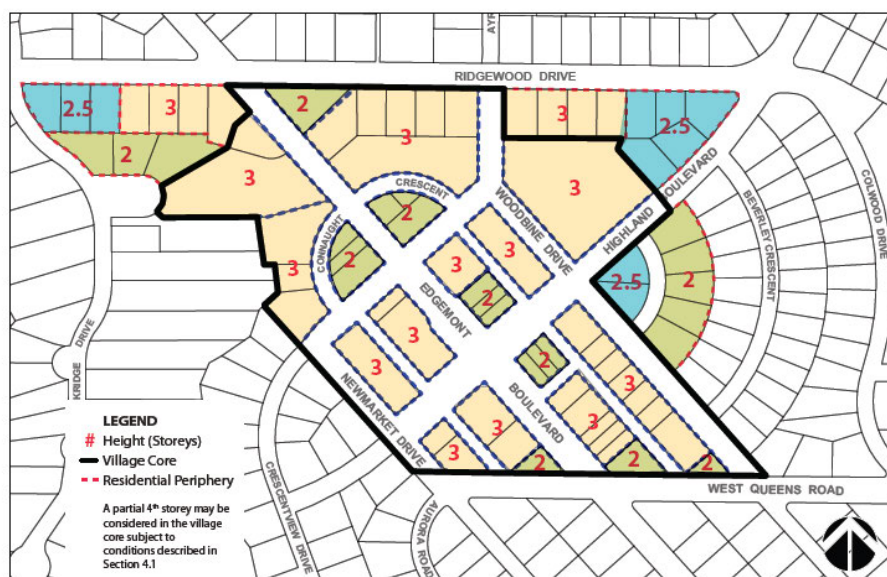 AYR
RIDGEWOOD DRIVE
2.5
3
2
3
2
3
3
2.5
3
CRESCENT
2
WOODBINE DRIVE
HIGHLAND
OULEVARD
BEVERLEY CRESCENT
COLWOOD DRIVE
CONNAUGHT
2
3
3
3
2
2.5
2
EDGEMONT
3
3
2
3
BOULEVARD
3
3
3
2
2
2
NEWMARKET DRIVE
KRIDGE DRIVE
CRESCENTVIEW DRIVE
AURORA ROAD
WEST QUEENS ROAD
LEGEND
# Height (Storeys)
Village Core
Residential Periphery
A partial 4th storey may be
considered in the village
core subject to
conditions described in
Section 4.1